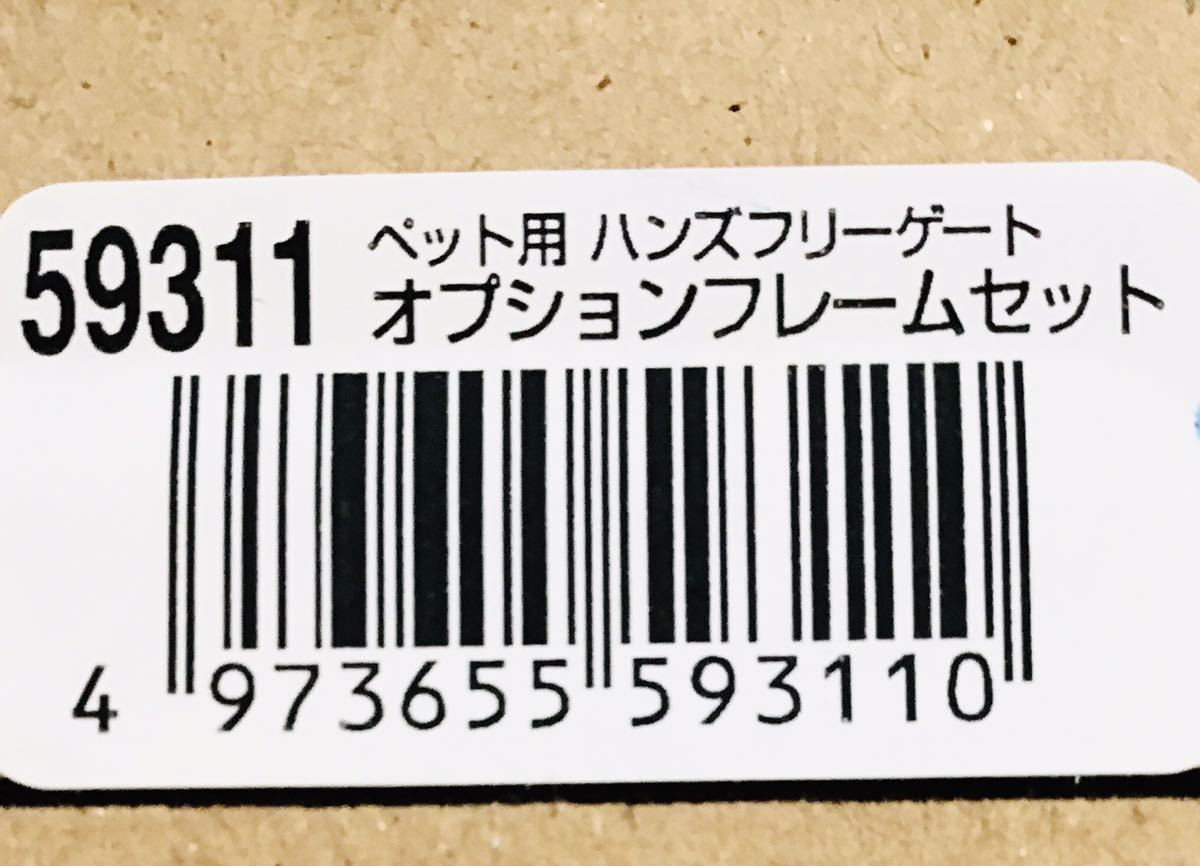 59311 ペット用 ハンズフリーゲート
オプションフレームセット
4 973655 593110